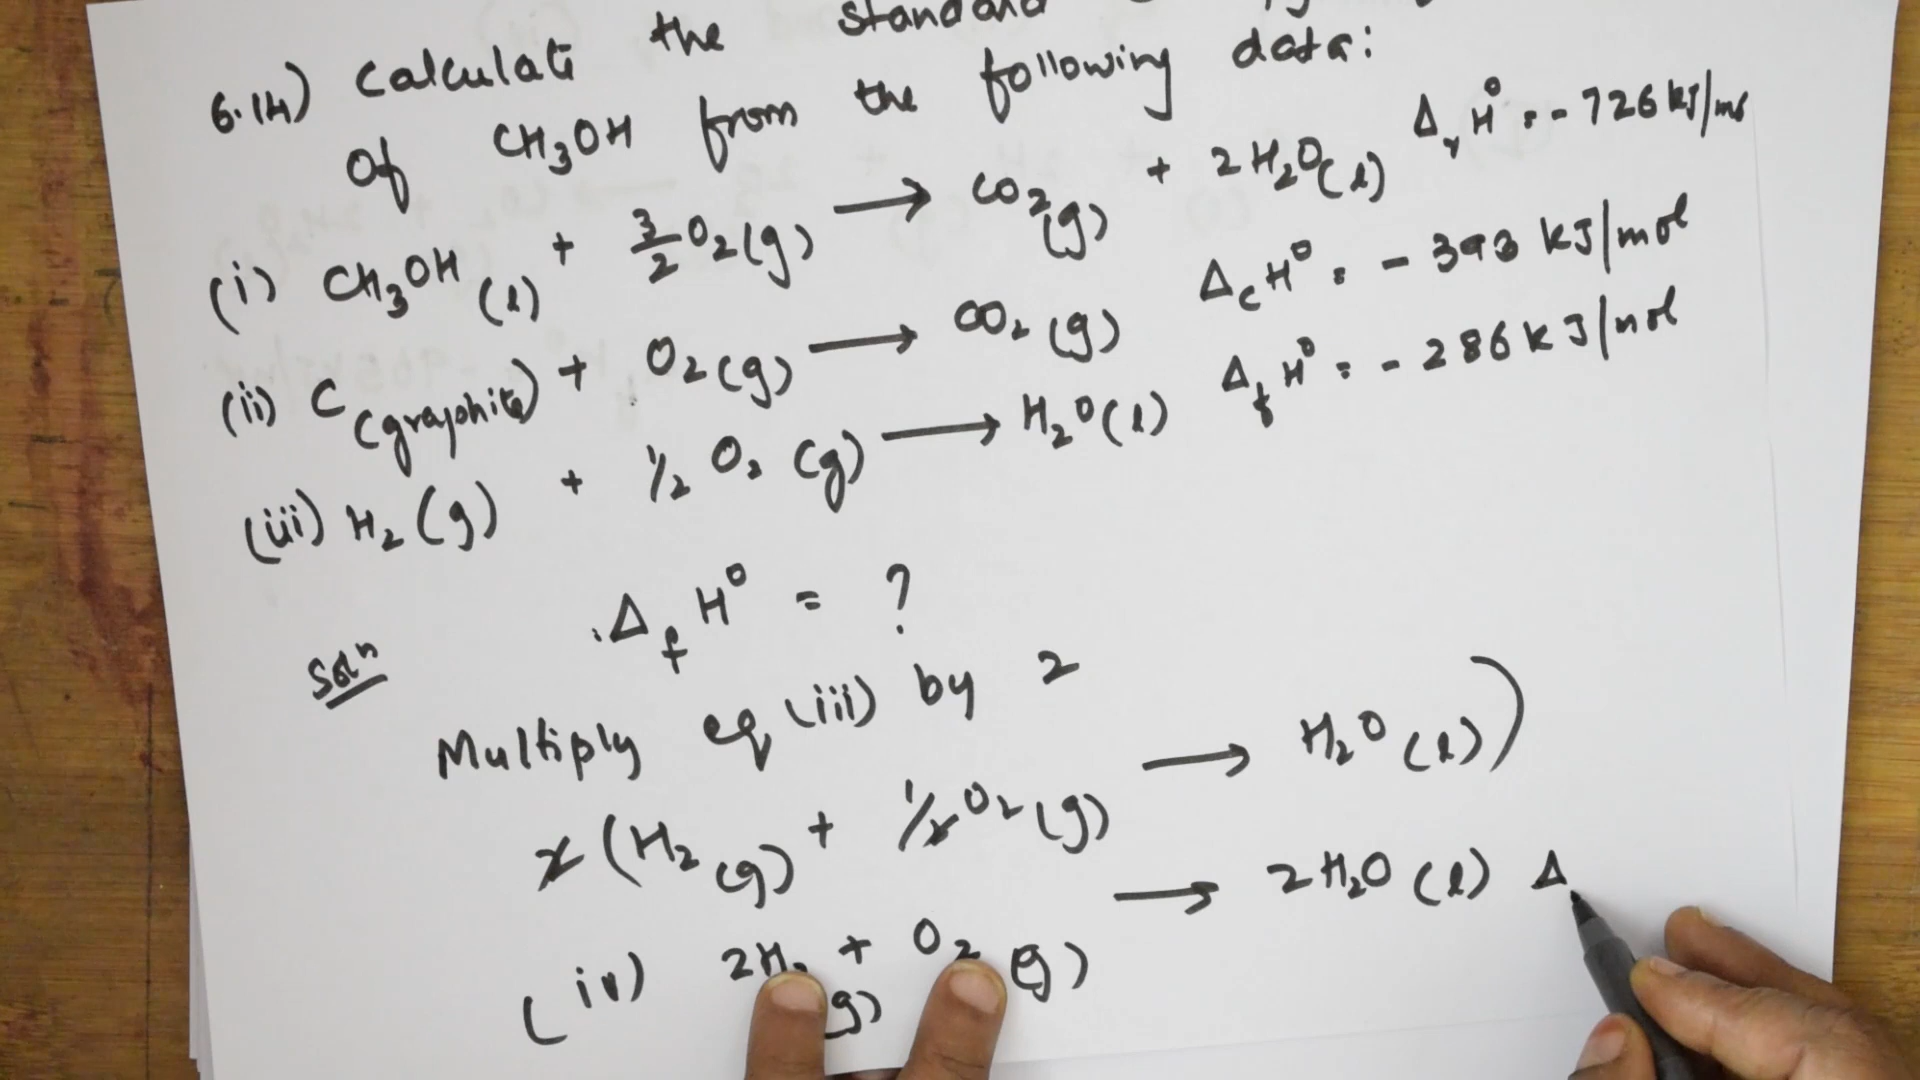 6.14) Calculate the standard
of CH3OH from the following data:
(i) CH3OH (l) + 3/2 O2 (g) → CO2 (g) + 2H2O (l) ΔrH° = -726 kJ/mol
(ii) C (graphite) + O2 (g) → CO2 (g) ΔcH° = -393 kJ/mol
(iii) H2 (g) + 1/2 O2 (g) → H2O (l) ΔfH° = -286 kJ/mol
ΔfH° = ?
Solⁿ
Multiply eq (iii) by 2
2 (H2 (g) + 1/2 O2 (g) → H2O (l))
(iv) 2H2 (g) + O2 (g) → 2H2O (l) Δ